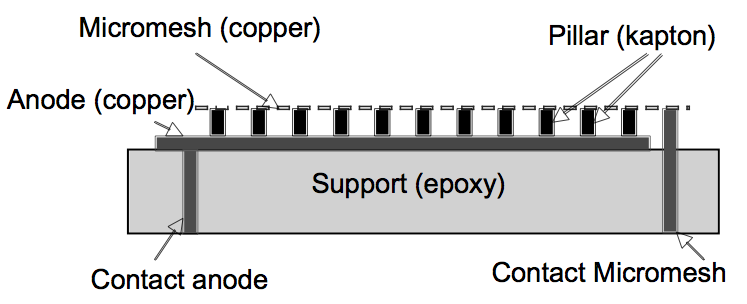 Micromesh (copper)
Pillar (kapton)
Anode (copper)
Support (epoxy)
Contact anode
Contact Micromesh